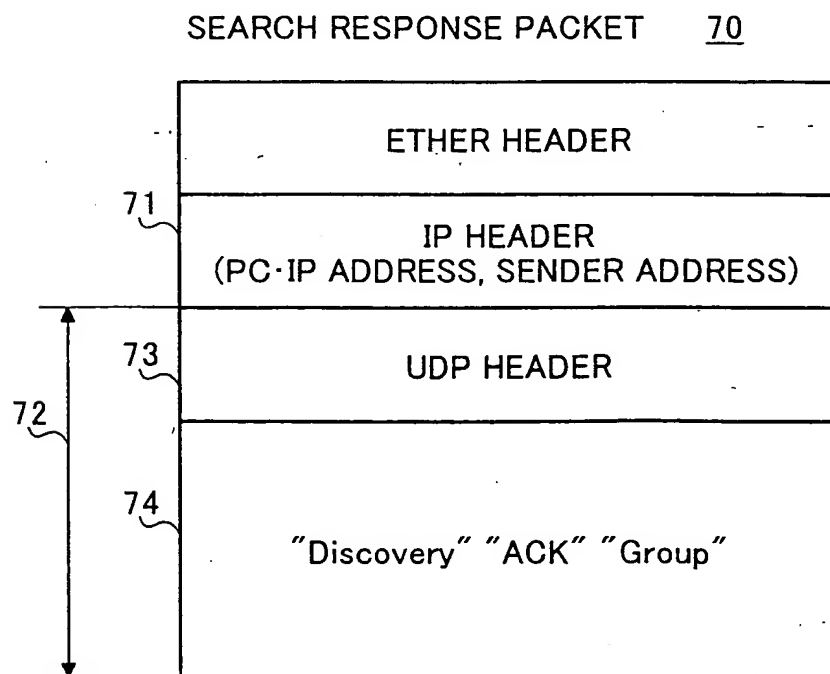 SEARCH RESPONSE PACKET 70
ETHER HEADER
71
IP HEADER
(PC·IP ADDRESS, SENDER ADDRESS)
73
UDP HEADER
72
74
"Discovery" "ACK" "Group"